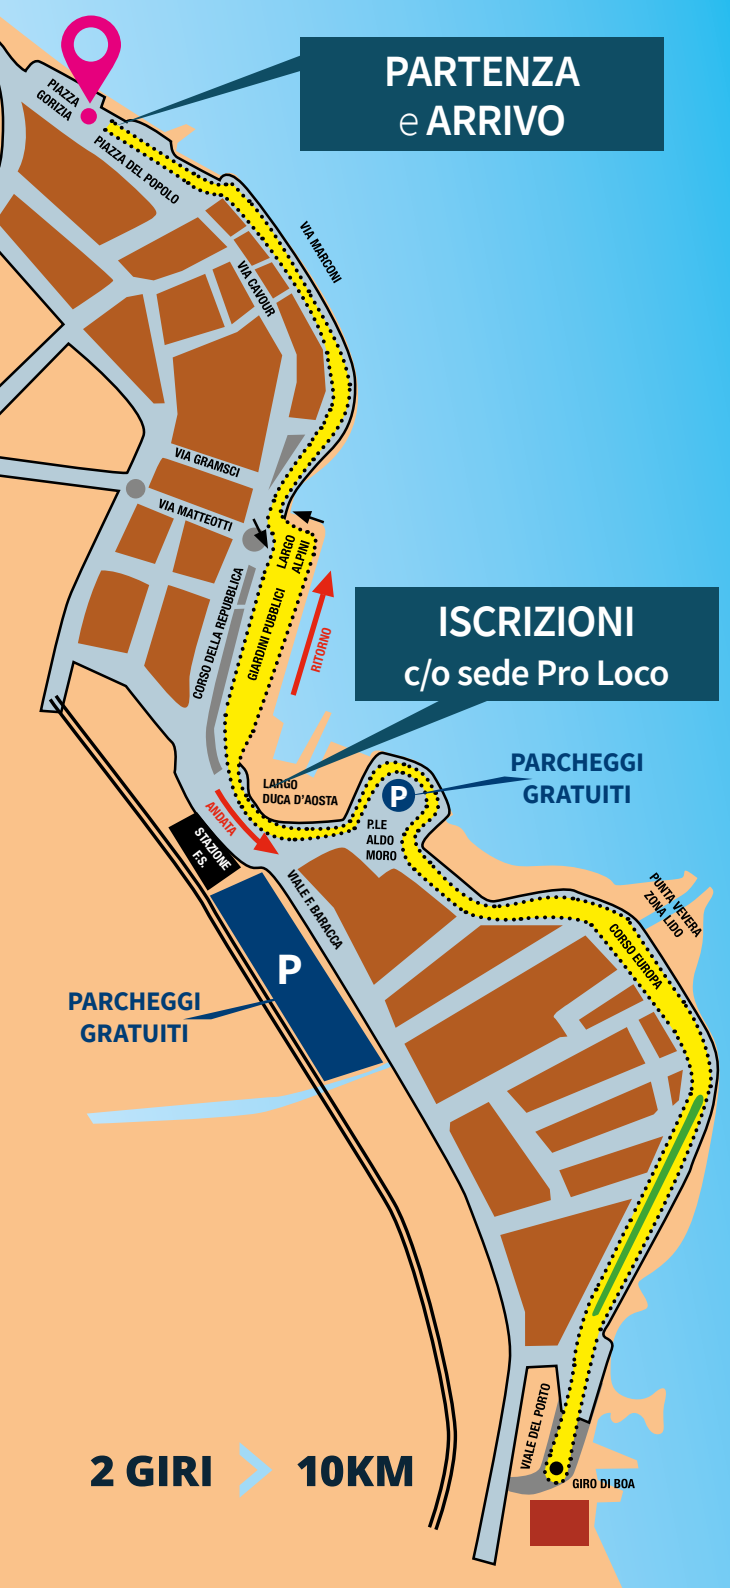 PIAZZA
GORIZIA
PARTENZA
e ARRIVO
PIAZZA DEL POPOLO
VIA MARCONI
VIA CAVOUR
VIA GRAMSCI
VIA MATTEOTTI
LARGO
ALPINI
GIARDINI PUBBLICI
CORSO DELLA REPUBBLICA
RITORNO
ISCRIZIONI
c/o sede Pro Loco
PARCHEGGI
GRATUITI
LARGO
DUCA D'AOSTA
P
ANDATA
P.LE
ALDO
MORO
STAZIONE
F.S.
VIALE F. BARACCA
PUNTA VEVERA
ZONA LIDO
CORSO EUROPA
P
PARCHEGGI
GRATUITI
VIALE DEL PORTO
2 GIRI > 10KM
GIRO DI BOA